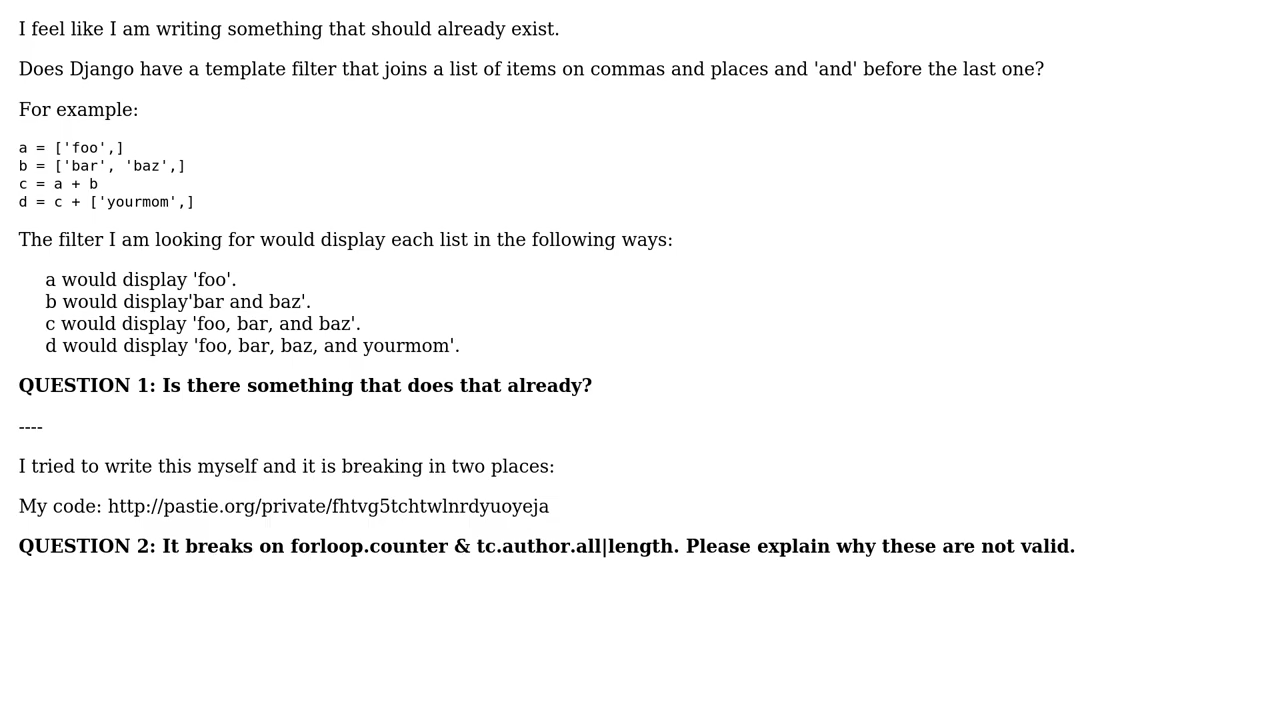 I feel like I am writing something that should already exist.
Does Django have a template filter that joins a list of items on commas and places and 'and' before the last one?
For example:
a = ['foo',]
b = ['bar', 'baz',]
c = a + b
d = c + ['yourmom',]
The filter I am looking for would display each list in the following ways:
a would display 'foo'.
b would display'bar and baz'.
c would display 'foo, bar, and baz'.
d would display 'foo, bar, baz, and yourmom'.
QUESTION 1: Is there something that does that already?
----
I tried to write this myself and it is breaking in two places:
My code: http://pastie.org/private/fhtvg5tchtwlnrdyuoyeja
QUESTION 2: It breaks on forloop.counter & tc.author.all|length. Please explain why these are not valid.